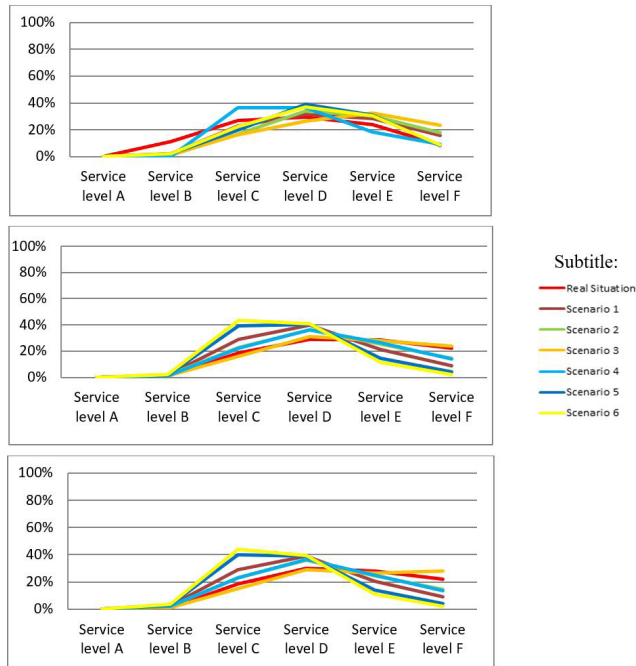 100%
80%
60%
40%
20%
0%
Service level A
Service level B
Service level C
Service level D
Service level E
Service level F
100%
80%
60%
40%
20%
0%
Service level A
Service level B
Service level C
Service level D
Service level E
Service level F
Subtitle:
Real Situation
Scenario 1
Scenario 2
Scenario 3
Scenario 4
Scenario 5
Scenario 6
100%
80%
60%
40%
20%
0%
Service level A
Service level B
Service level C
Service level D
Service level E
Service level F